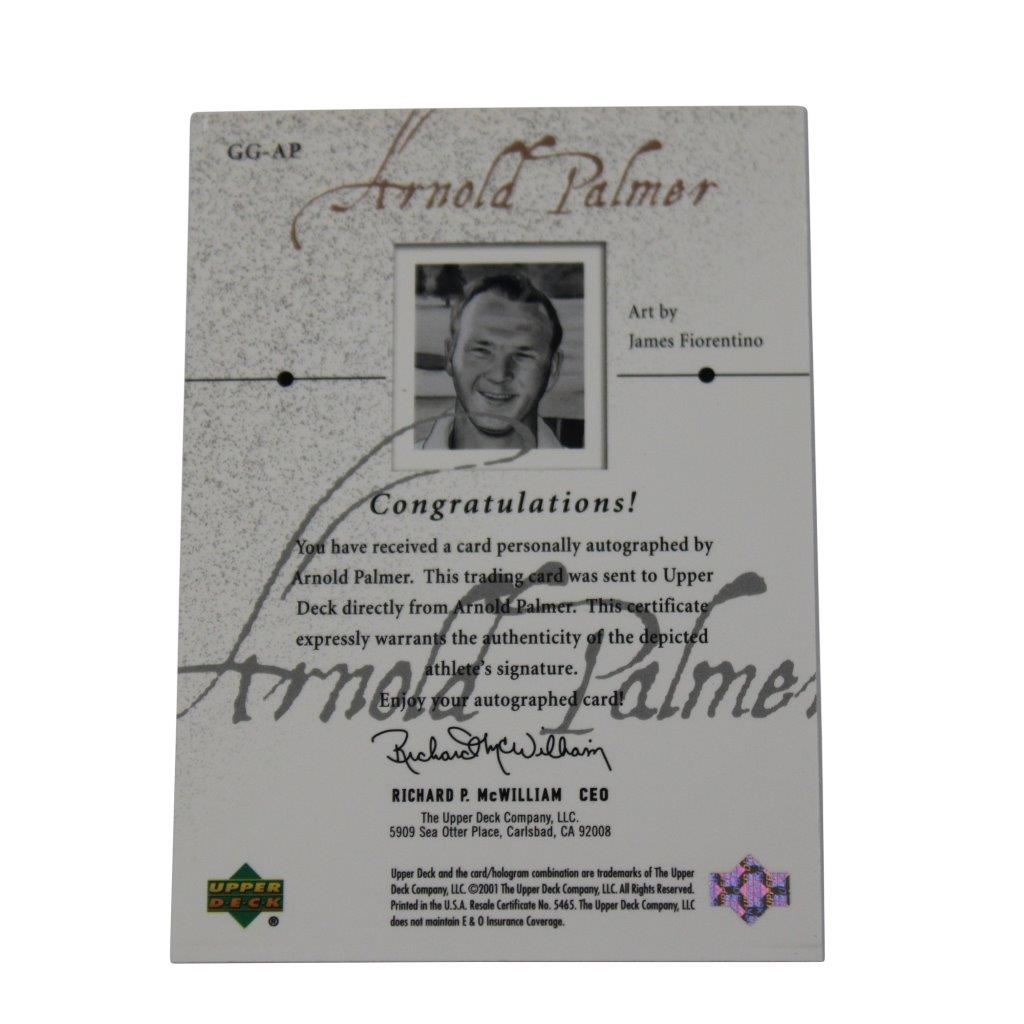 GG-AP
Arnold Palmer
Art by
James Fiorentino
Congratulations!
You have received a card personally autographed by
Arnold Palmer. This trading card was sent to Upper
Deck directly from Arnold Palmer. This certificate
expressly warrants the authenticity of the depicted
athlete's signature.
Enjoy your autographed card!
Arnold Palmer
Richard McWilliam
RICHARD P. McWILLIAM CEO
The Upper Deck Company, LLC.
5909 Sea Otter Place, Carlsbad, CA 92008
UPPER
DECK
®
Upper Deck and the card/hologram combination are trademarks of The Upper
Deck Company, LLC. ©2001 The Upper Deck Company, LLC. All Rights Reserved.
Printed in the U.S.A. Resale Certificate No. 5465. The Upper Deck Company, LLC
does not maintain E & O Insurance Coverage.